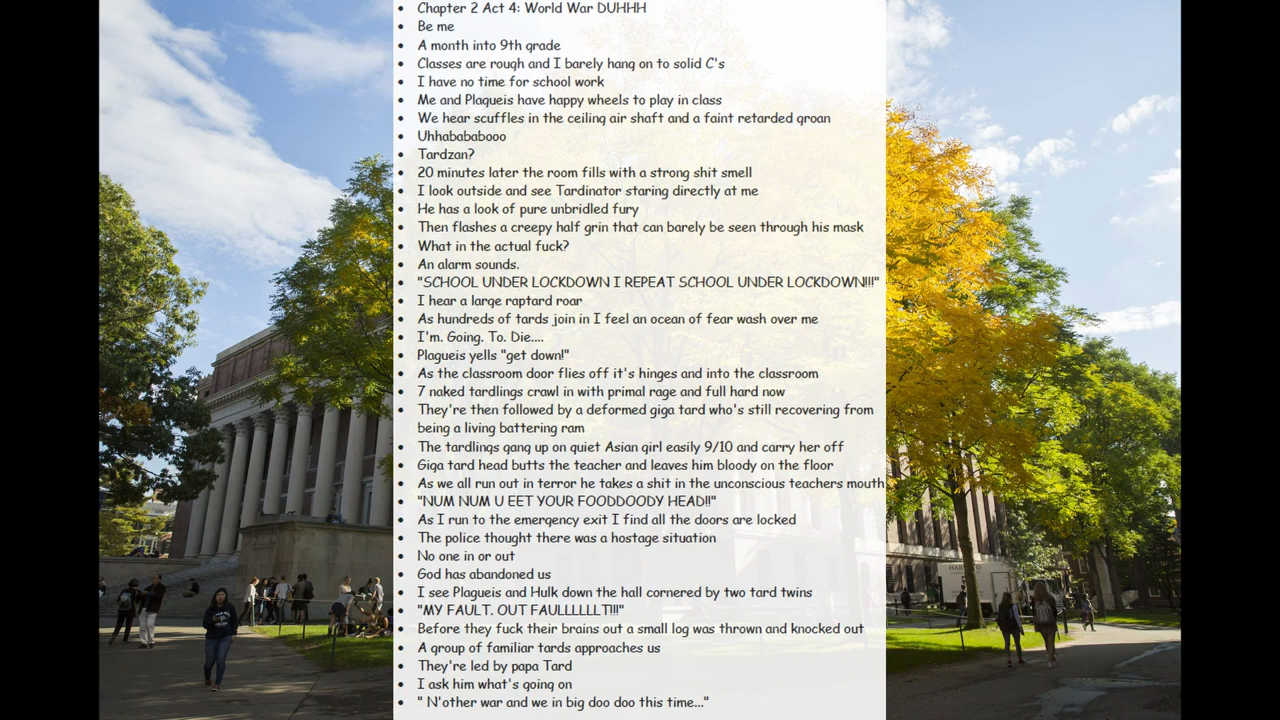 Chapter 2 Act 4: World War DUHHH
Be me
A month into 9th grade
Classes are rough and I barely hang on to solid C's
I have no time for school work
Me and Plaqueis have happy wheels to play in class
We hear scuffles in the ceiling air shaft and a faint retarded groan
Uhhabababooo
Tardzan?
20 minutes later the room fills with a strong shit smell
I look outside and see Tardinator staring directly at me
He has a look of pure unbridled fury
Then flashes a creepy half grin that can barely be seen through his mask
What in the actual fuck?
An alarm sounds.
"SCHOOL UNDER LOCKDOWN I REPEAT SCHOOL UNDER LOCKDOWN!!!"
I hear a large raptard roar
As hundreds of tards join in I feel an ocean of fear wash over me
I'm. Going. To. Die....
Plagueis yells "get down!"
As the classroom door flies off it's hinges and into the classroom
7 naked tardlings crawl in with primal rage and full hard now
They're then followed by a deformed giga tard who's still recovering from
being a living battering ram
The tardlings gang up on quiet Asian girl easily 9/10 and carry her off
Giga tard head butts the teacher and leaves him bloody on the floor
As we all run out in terror he takes a shit in the unconscious teachers mouth
"NUM NUM U EET YOUR FOODDOODY HEAD!!"
As I run to the emergency exit I find all the doors are locked
The police thought there was a hostage situation
No one in or out
God has abandoned us
I see Plagueis and Hulk down the hall cornered by two tard twins
"MY FAULT. OUT FAULLLLLLT!!!"
Before they fuck their brains out a small log was thrown and knocked out
A group of familiar tards approaches us
They're led by papa Tard
I ask him what's going on
" N'other war and we in big doo doo this time..."